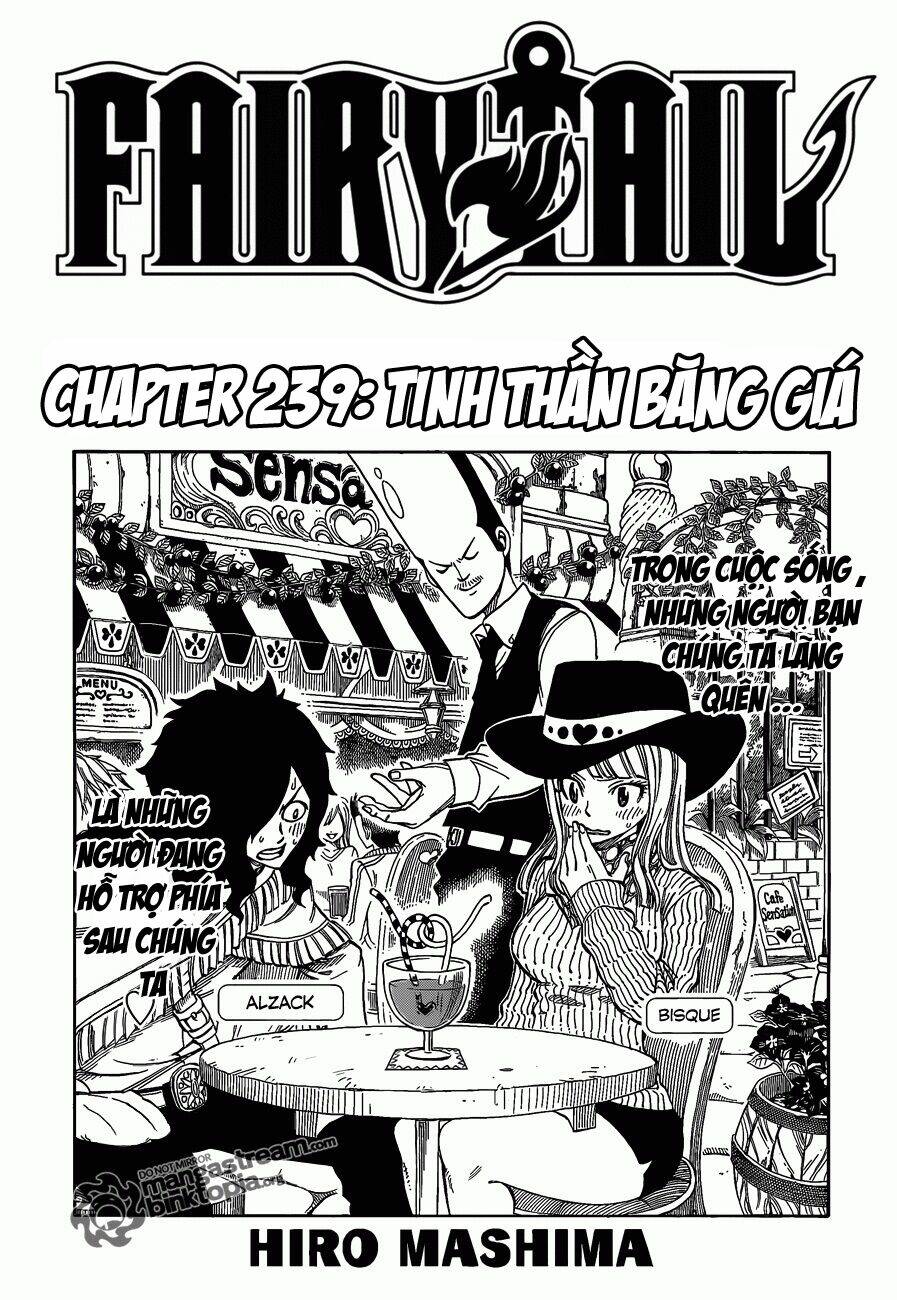 FAIRY TAIL
CHAPTER 239: TINH THẦN BĂNG GIÁ
Sensa
TRONG CUỘC SỐNG,
NHỮNG NGƯỜI BẠN
CHÚNG TA LÃNG
QUÊN ...
MENU
LÀ NHỮNG
NGƯỜI ĐANG
HỖ TRỢ PHÍA
SAU CHÚNG
TA
Cafe
Sensation
ALZACK
BISQUE
DO NOT MIRROR
mangastream.com
binktopia.org
HIRO MASHIMA